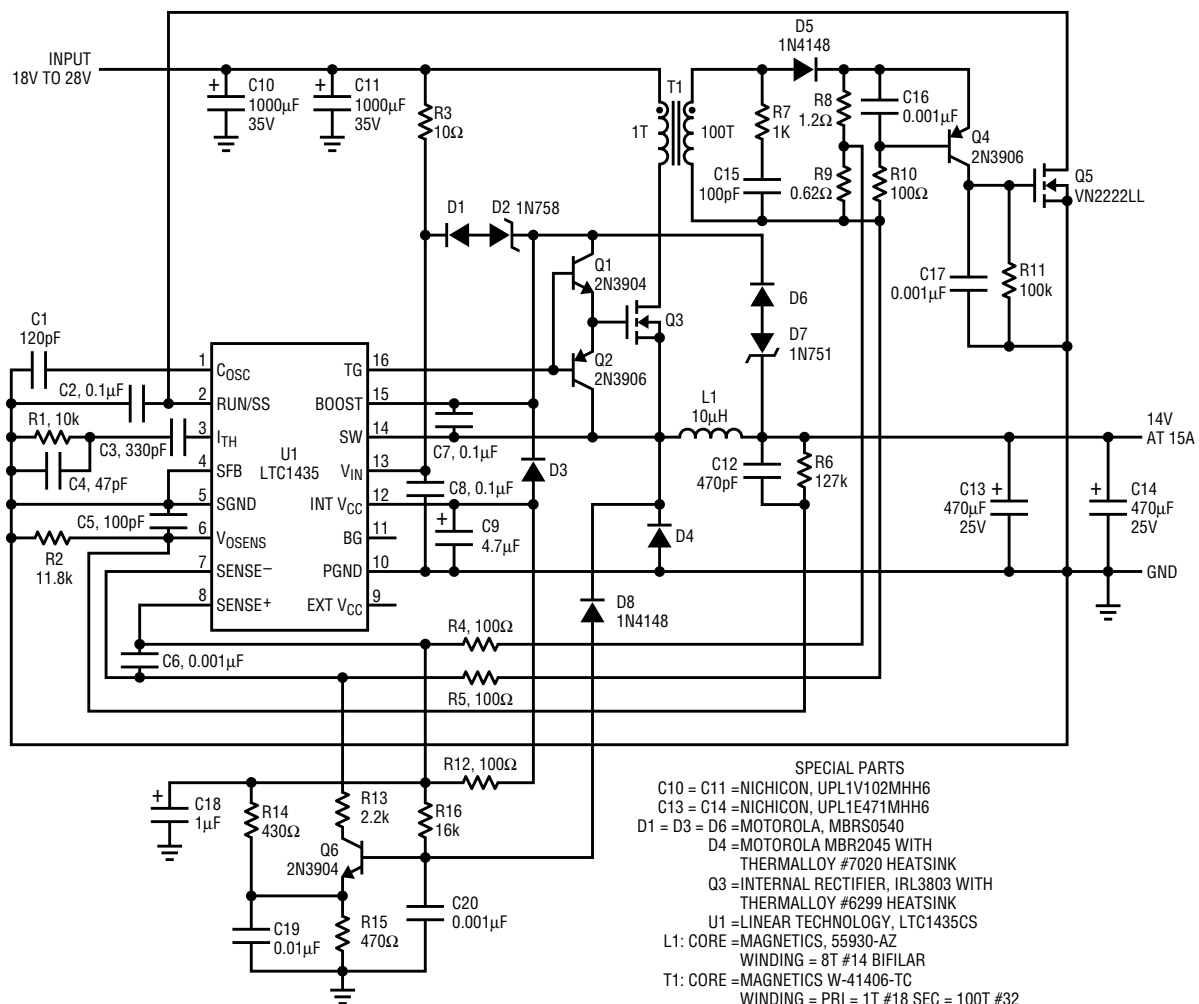 INPUT
18V TO 28V
C10
1000µF
35V
+
C11
1000µF
35V
+
R3
10Ω
T1
1T
100T
D5
1N4148
R7
1K
C15
100pF
R8
1.2Ω
R9
0.62Ω
C16
0.001µF
R10
100Ω
Q4
2N3906
Q5
VN2222LL
C17
0.001µF
R11
100k
D1
D2 1N758
Q1
2N3904
Q2
2N3906
Q3
D6
D7
1N751
C1
120pF
C2, 0.1µF
R1, 10k
C3, 330pF
C4, 47pF
C5, 100pF
R2
11.8k
1
COSC
2
RUN/SS
3
ITH
4
SFB
5
SGND
6
VOSENS
7
SENSE–
8
SENSE+
U1
LTC1435
TG
16
BOOST
15
SW
14
VIN
13
INT VCC
12
BG
11
PGND
10
EXT VCC
9
C7, 0.1µF
C8, 0.1µF
D3
+
C9
4.7µF
L1
10µH
C12
470pF
R6
127k
D4
D8
1N4148
14V
AT 15A
+
C13
470µF
25V
+
C14
470µF
25V
GND
C6, 0.001µF
R4, 100Ω
R5, 100Ω
R12, 100Ω
+
C18
1µF
R14
430Ω
R13
2.2k
R16
16k
Q6
2N3904
C19
0.01µF
R15
470Ω
C20
0.001µF
SPECIAL PARTS
C10 = C11 =NICHICON, UPL1V102MHH6
C13 = C14 =NICHICON, UPL1E471MHH6
D1 = D3 = D6 =MOTOROLA, MBRS0540
D4 =MOTOROLA MBR2045 WITH
THERMALLOY #7020 HEATSINK
Q3 =INTERNAL RECTIFIER, IRL3803 WITH
THERMALLOY #6299 HEATSINK
U1 =LINEAR TECHNOLOGY, LTC1435CS
L1: CORE =MAGNETICS, 55930-AZ
WINDING = 8T #14 BIFILAR
T1: CORE =MAGNETICS W-41406-TC
WINDING = PRI = 1T #18 SEC = 100T #32